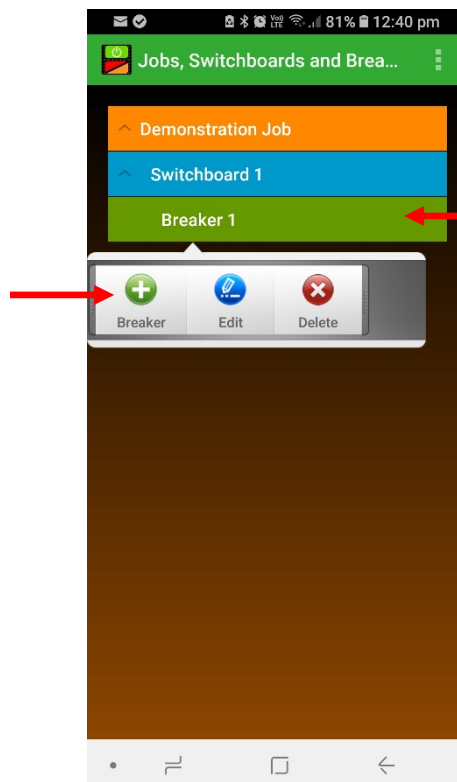 81% 12:40 pm
Jobs, Switchboards and Brea...
Demonstration Job
Switchboard 1
Breaker 1
Breaker Edit Delete